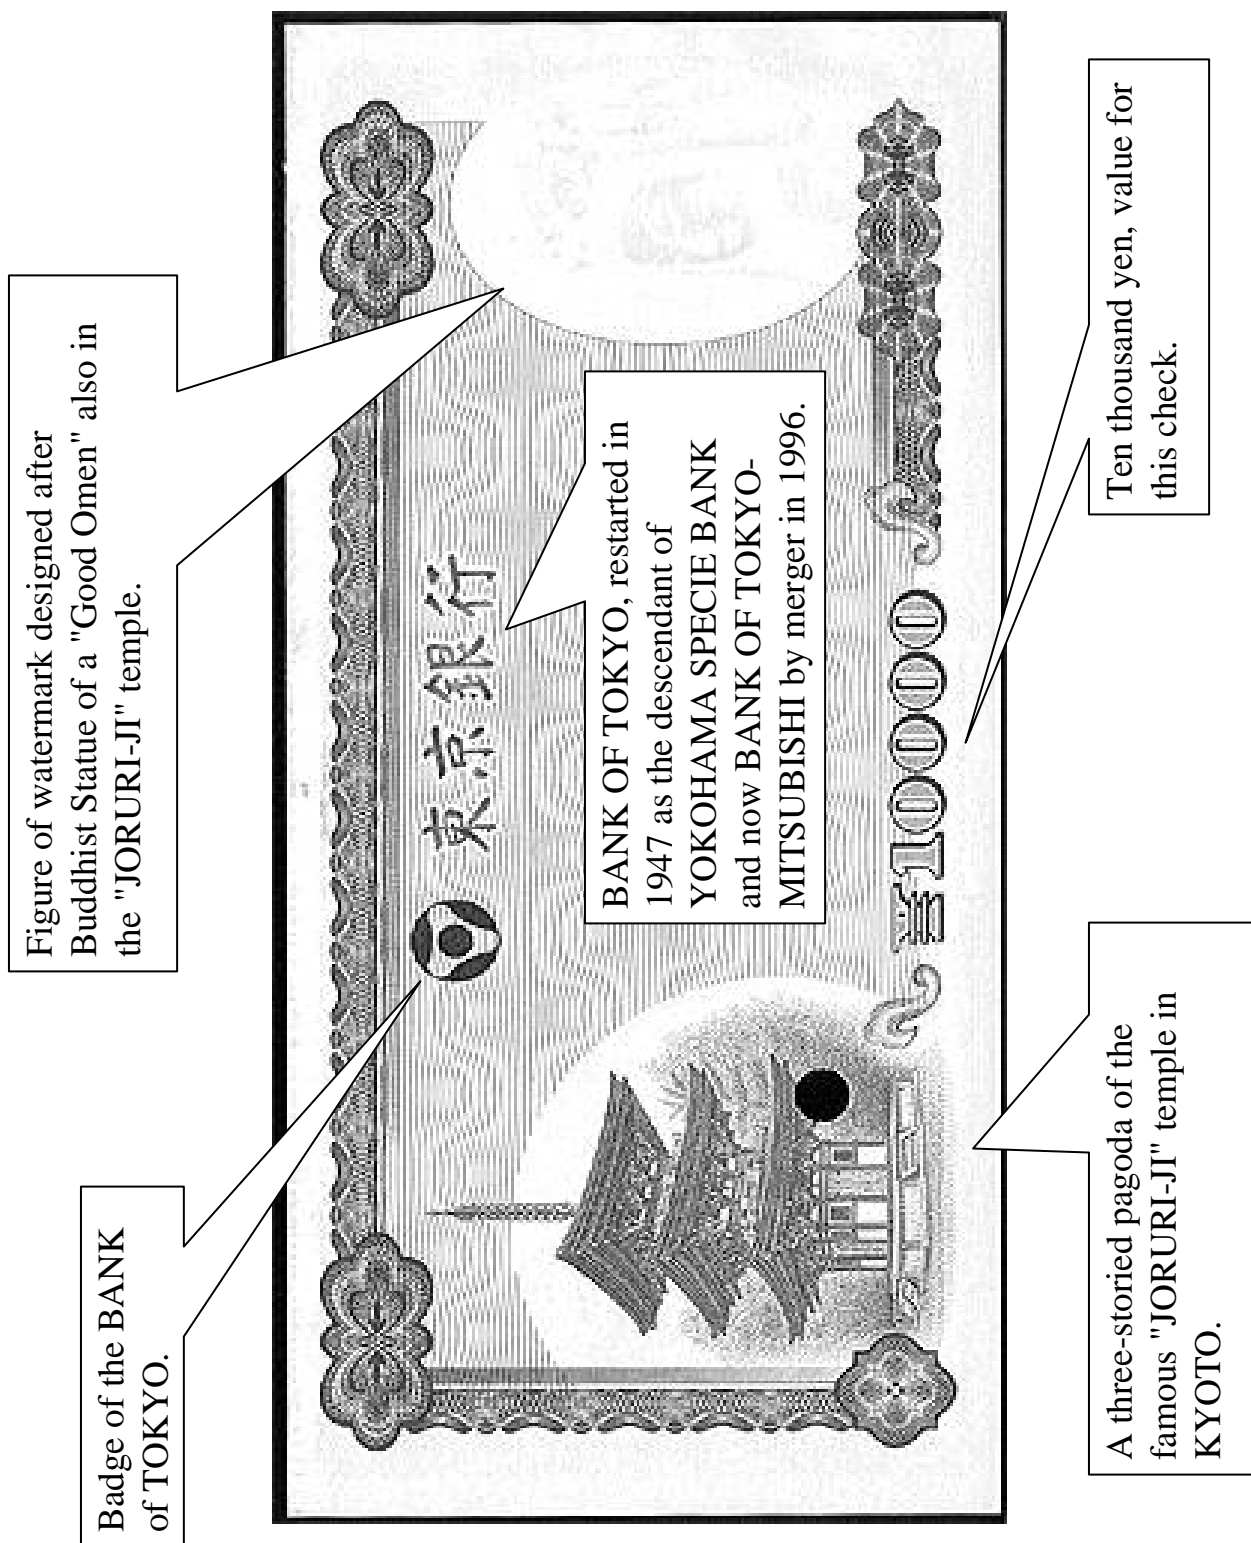 Badge of the BANK
of TOKYO.
Figure of watermark designed after
Buddhist Statue of a "Good Omen" also in
the "JORURI-JI" temple.
東京銀行
BANK OF TOKYO, restarted in
1947 as the descendant of
YOKOHAMA SPECIE BANK
and now BANK OF TOKYO-
MITSUBISHI by merger in 1996.
¥10000
A three-storied pagoda of the
famous "JORURI-JI" temple in
KYOTO.
Ten thousand yen, value for
this check.